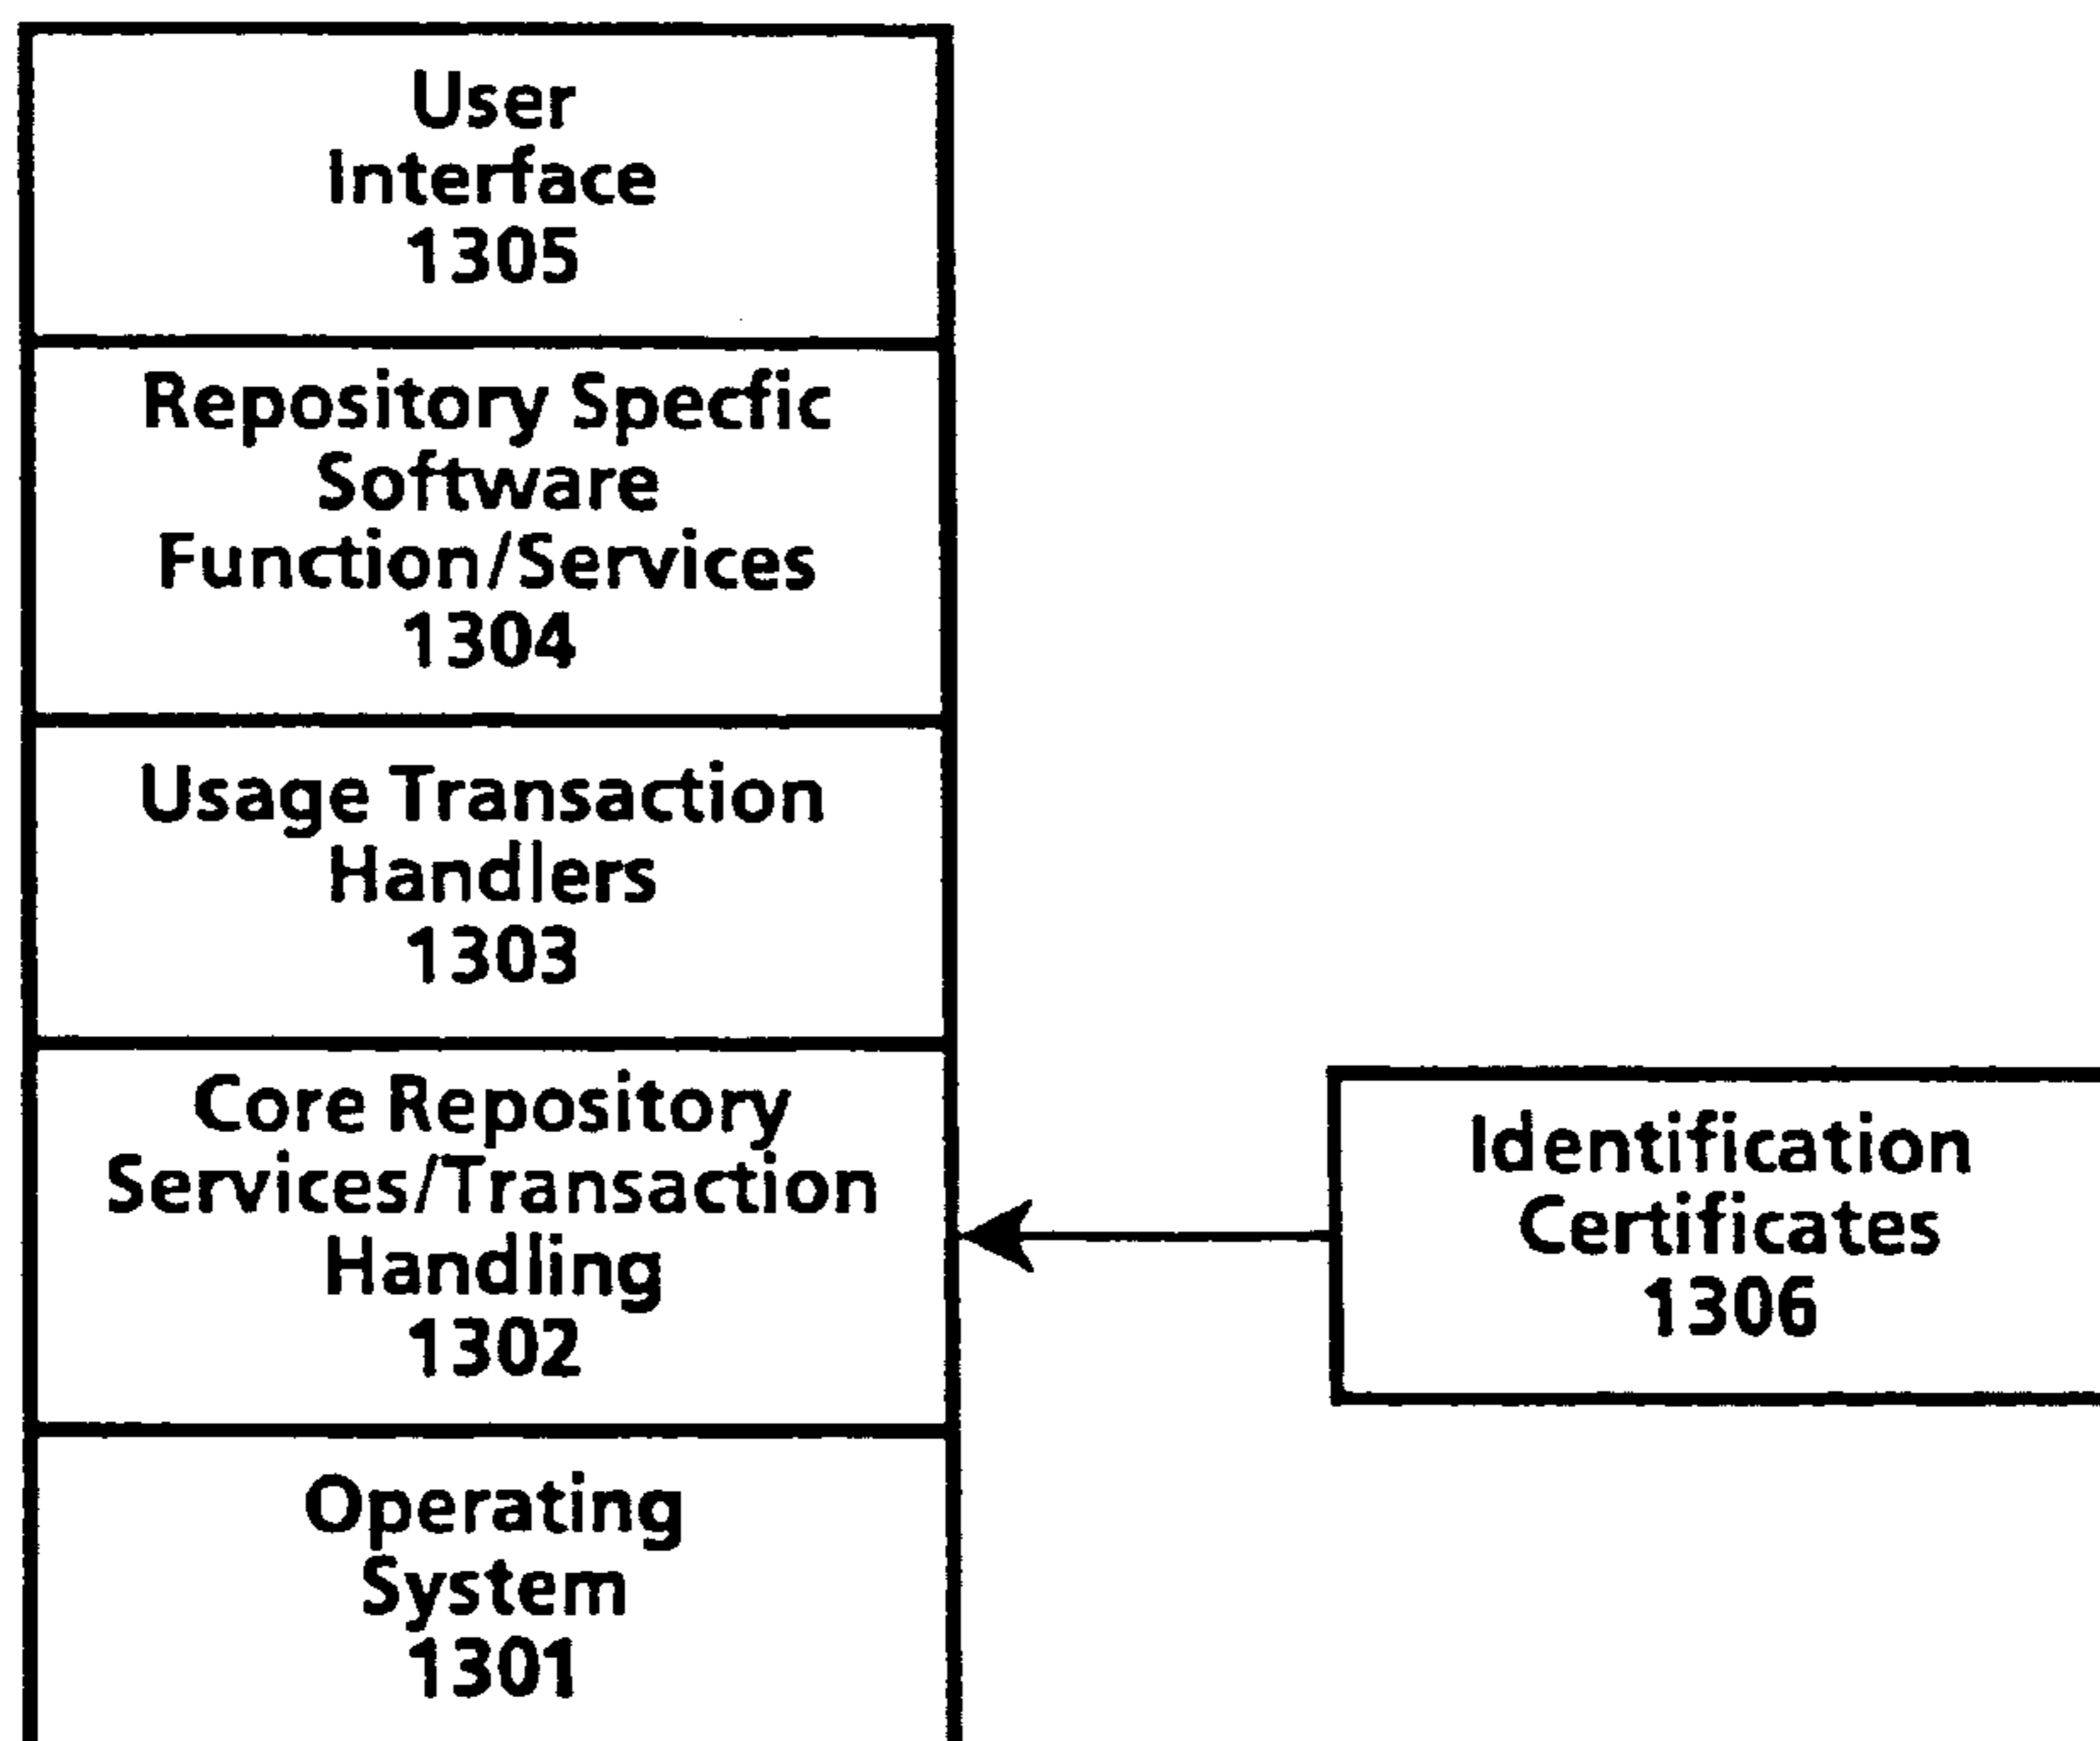 User
Interface
1305
Repository Specfic
Software
Function/Services
1304
Usage Transaction
Handlers
1303
Core Repository
Services/Transaction
Handling
1302
Identification
Certificates
1306
Operating
System
1301